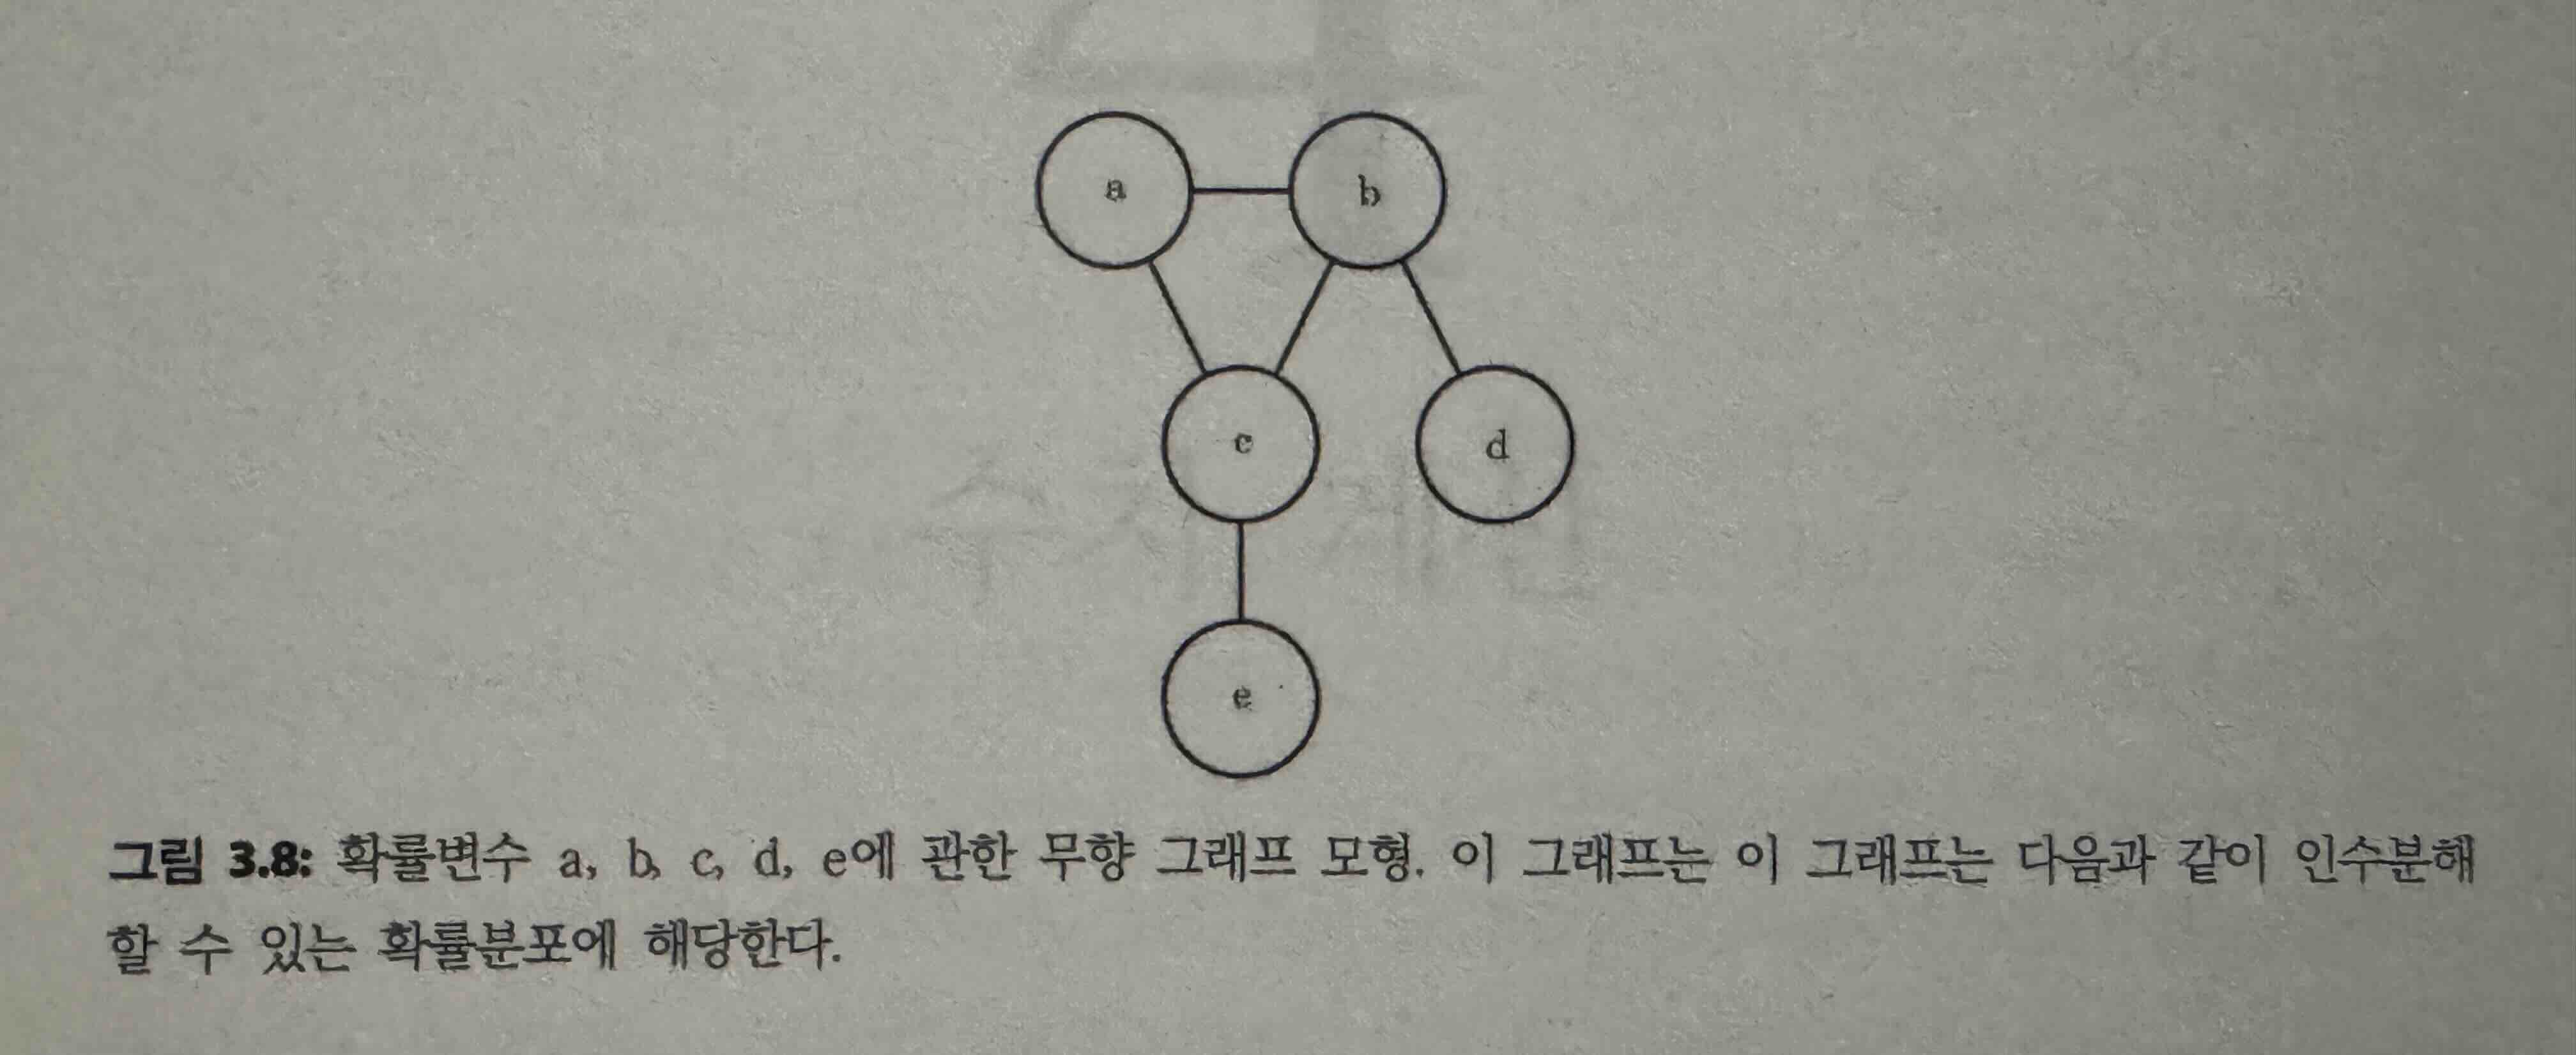 a b
c d
e
그림 3.8: 확률변수 a, b, c, d, e에 관한 무향 그래프 모형. 이 그래프는 이 그래프는 다음과 같이 인수분해
할 수 있는 확률분포에 해당한다.